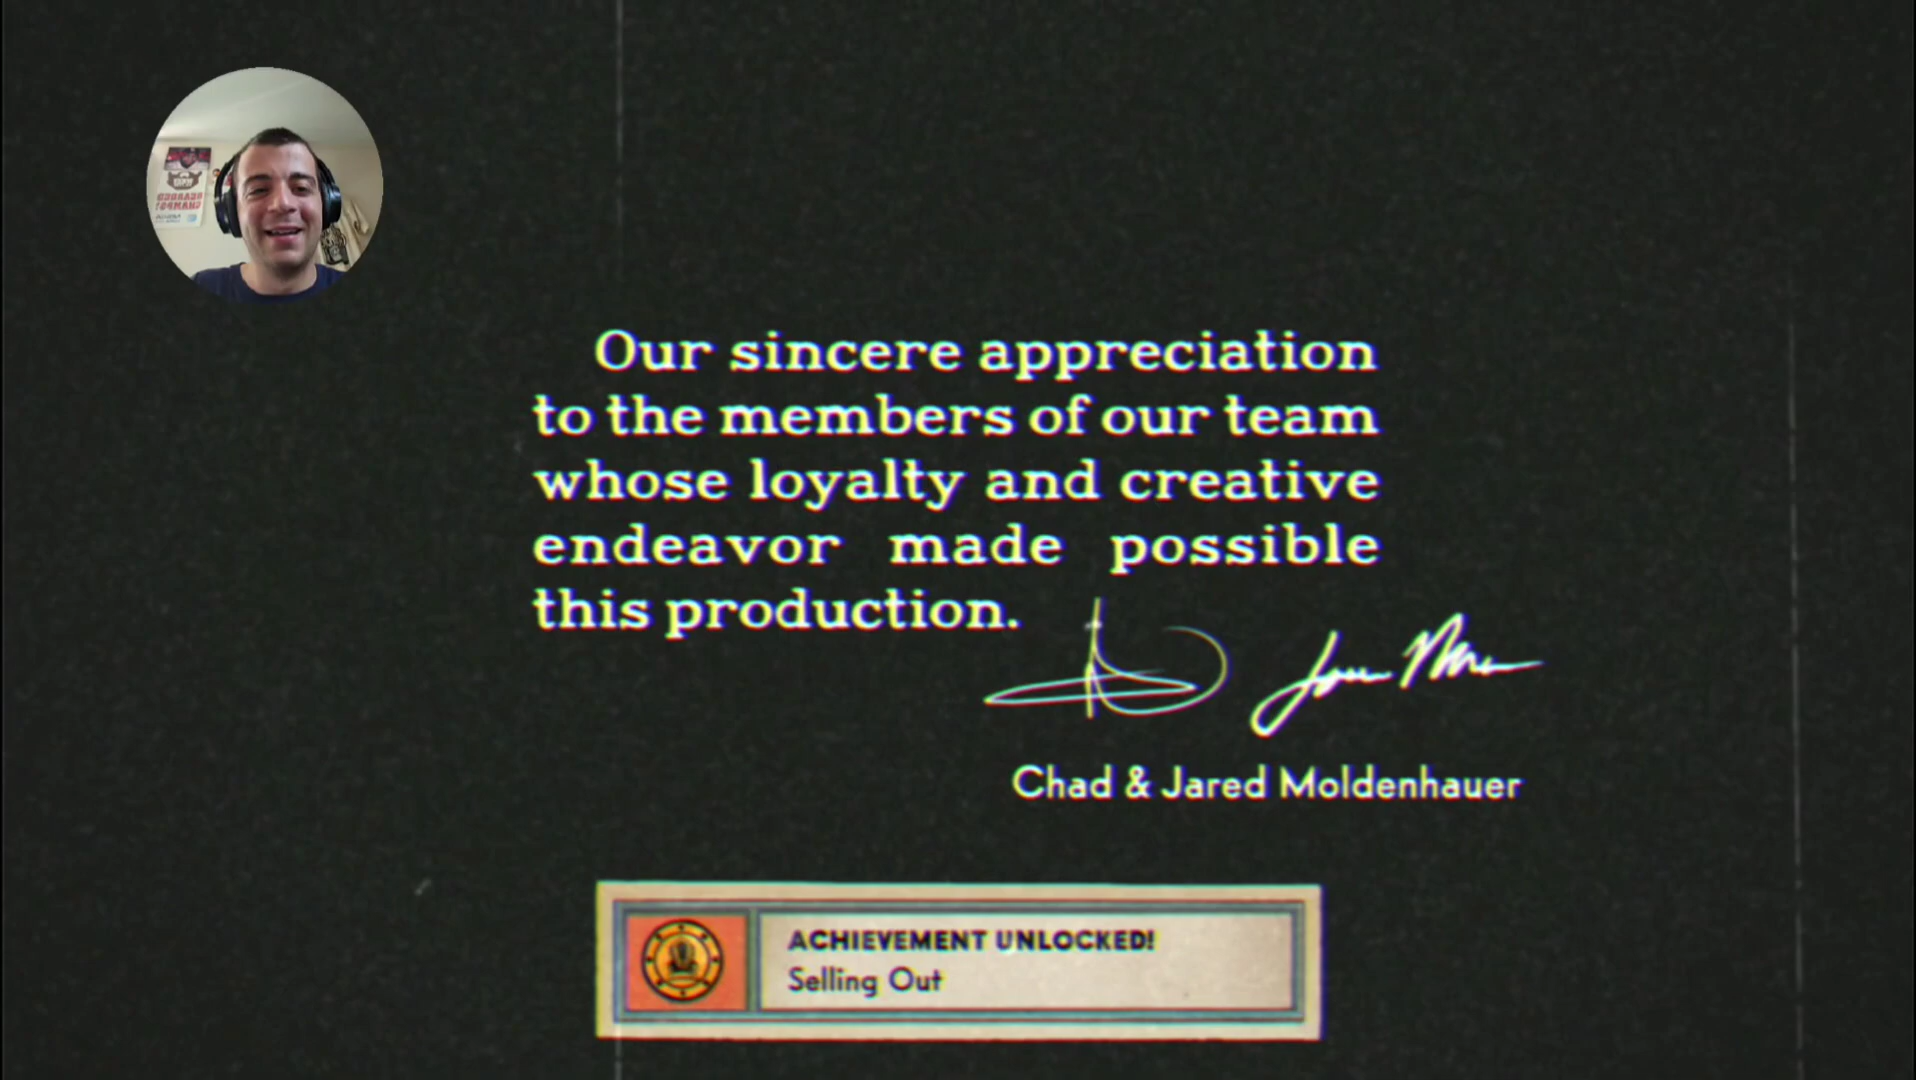 Our sincere appreciation
to the members of our team
whose loyalty and creative
endeavor made possible
this production.
Chad & Jared Moldenhauer
ACHIEVEMENT UNLOCKED!
Selling Out